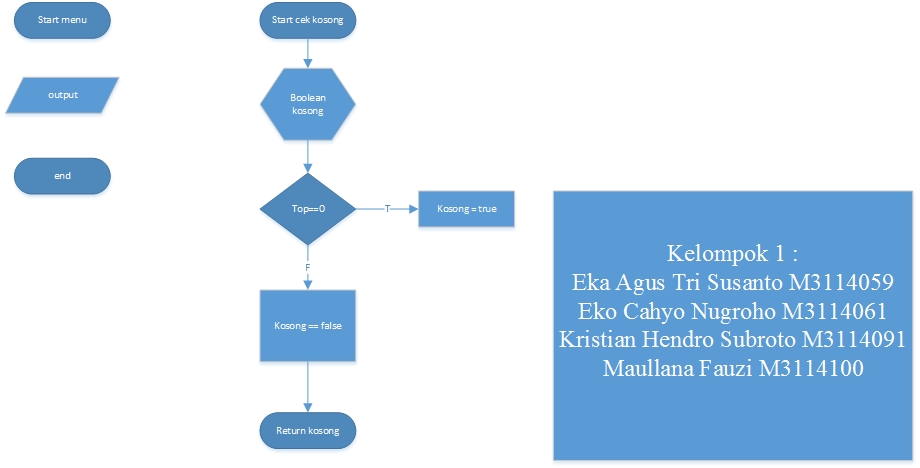 Start menu
output
end
Start cek kosong
Boolean
kosong
Top==0
T
Kosong = true
F
Kosong == false
Return kosong
Kelompok 1 :
Eka Agus Tri Susanto M3114059
Eko Cahyo Nugroho M3114061
Kristian Hendro Subroto M3114091
Maullana Fauzi M3114100